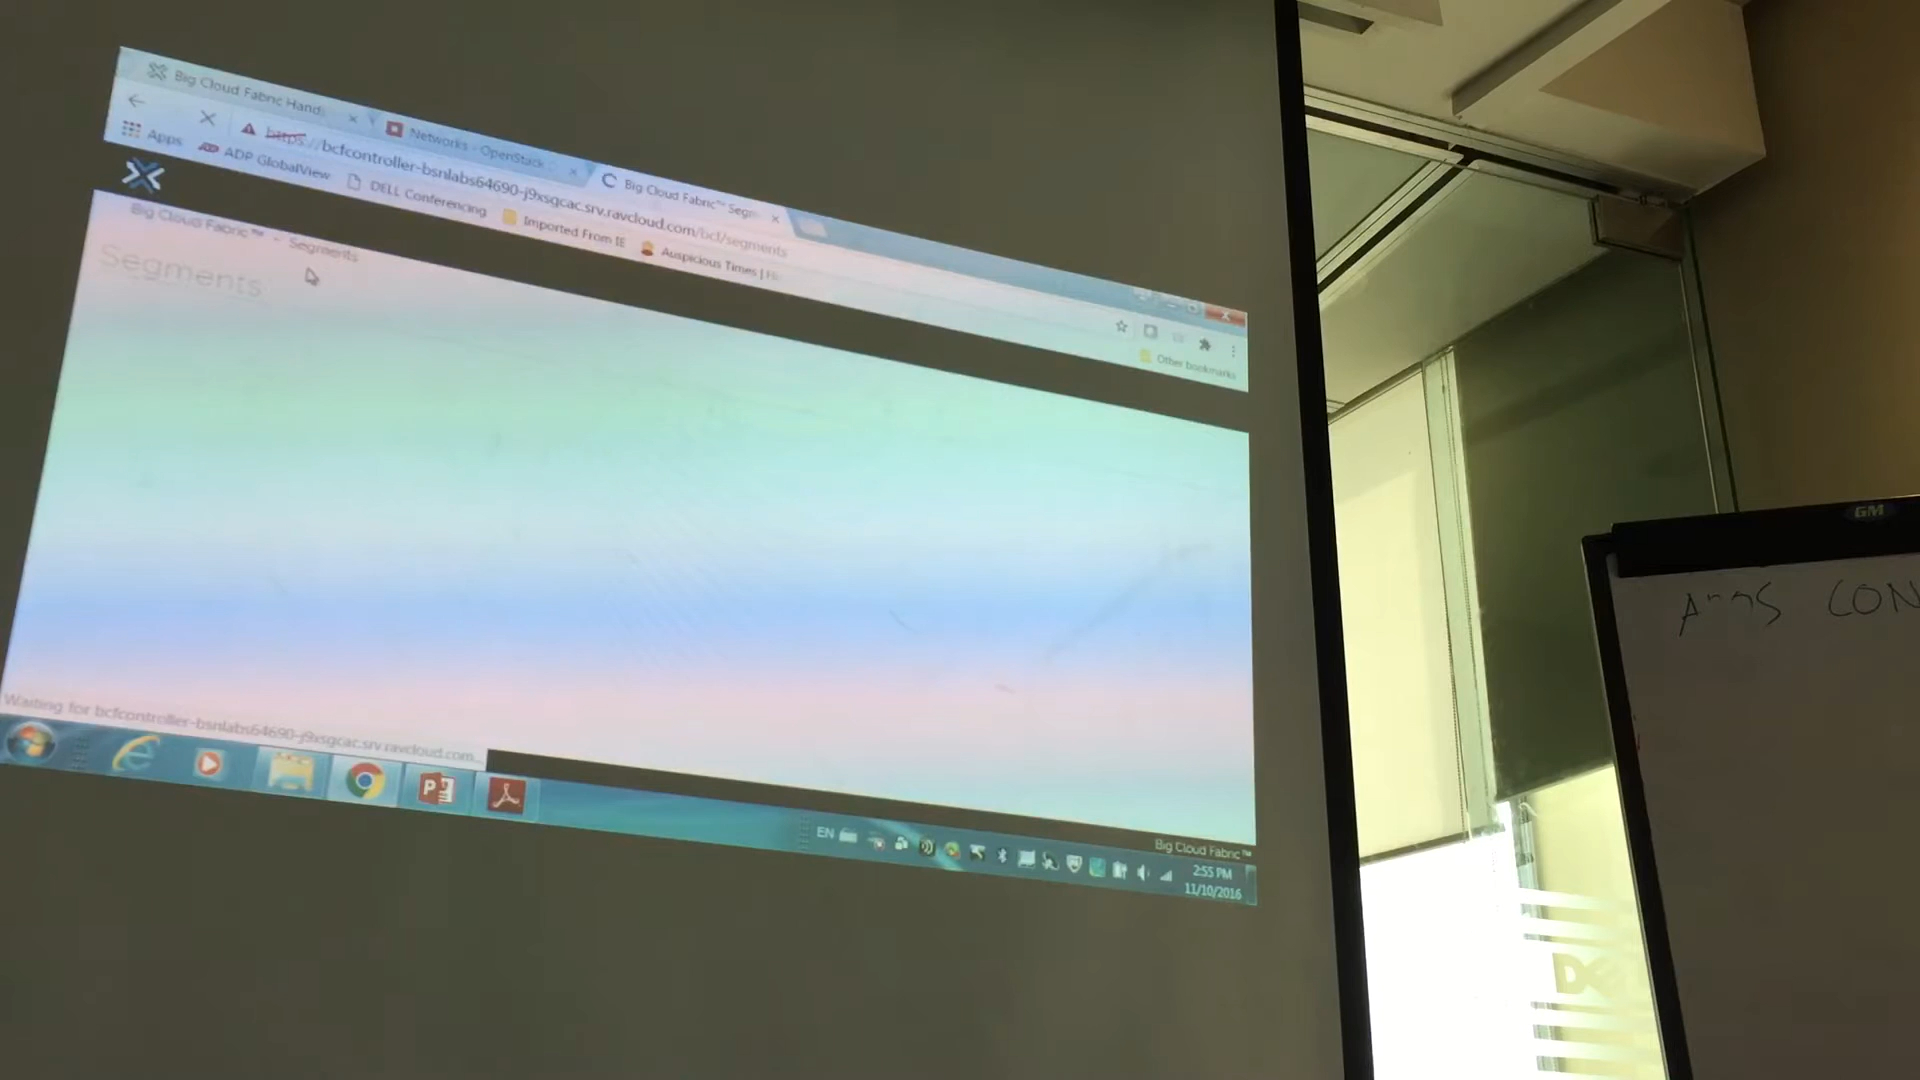 Big Cloud Fabric Hand
Networks - OpenStack
Big Cloud Fabric™ Segm
https://bcfcontroller-bsnlabs64690-j9xsgcac.srv.ravcloud.com/bcf/segments
Apps
ADP GlobalView
DELL Conferencing
Imported From IE
Auspicious Times |
Other bookmarks
Big Cloud Fabric™ - Segments
Segments
Waiting for bcfcontroller-bsnlabs64690-j9xsgcac.srv.ravcloud.com...
Big Cloud Fabric™
EN
2:55 PM
11/10/2016
GM
CON